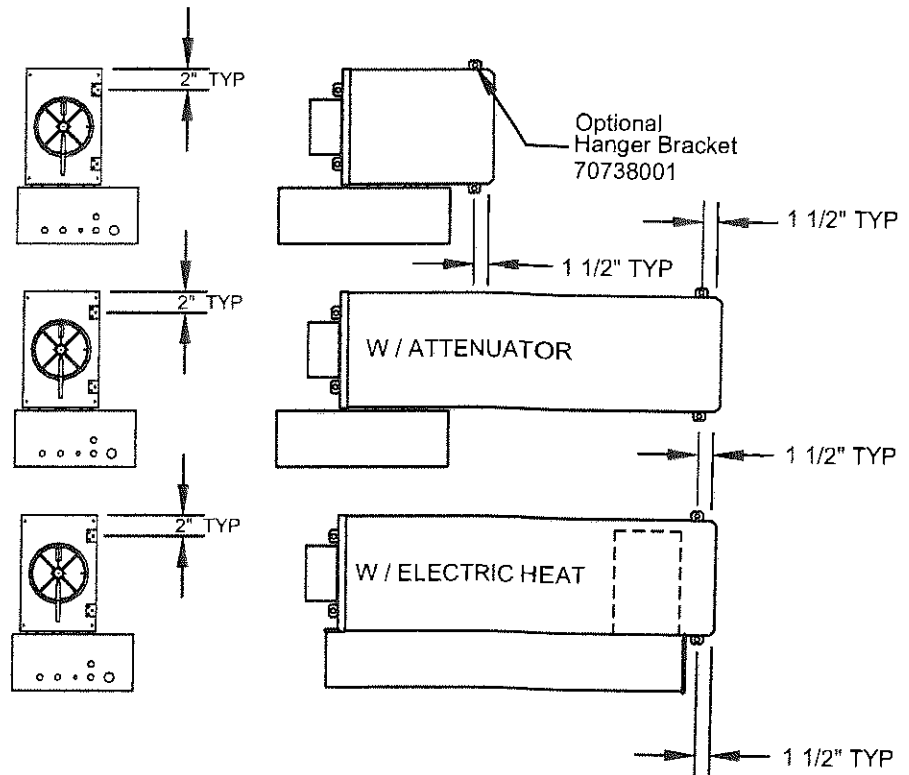 2" TYP
Optional
Hanger Bracket
70738001
1 1/2" TYP
1 1/2" TYP
2" TYP
W / ATTENUATOR
1 1/2" TYP
2" TYP
W / ELECTRIC HEAT
1 1/2" TYP